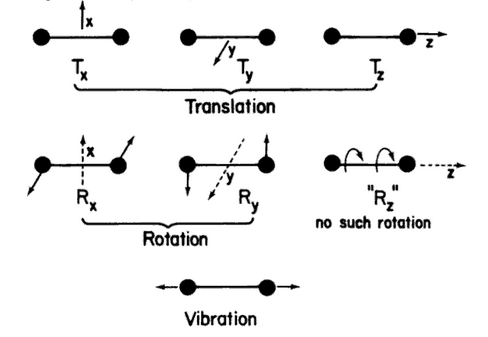 x
y
z
Tx
Ty
Tz
Translation
x
y
z
Rx
Ry
"Rz"
no such rotation
Rotation
Vibration